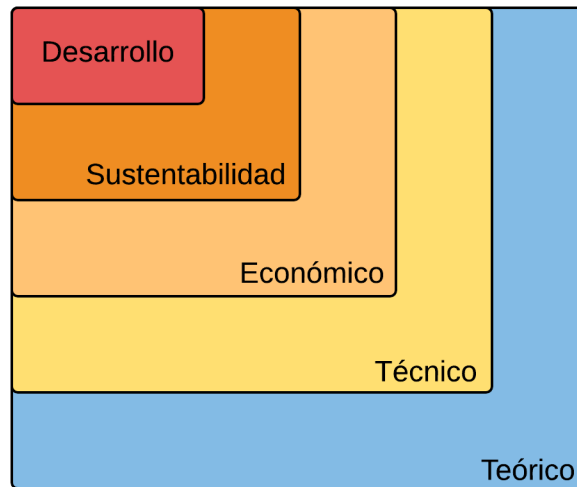 Desarrollo
Sustentabilidad
Económico
Técnico
Teórico